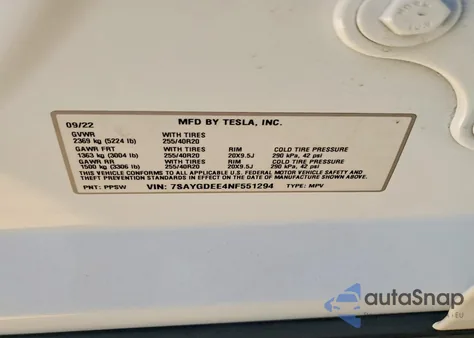 09/22 MFD BY TESLA, INC.
GVWR WITH TIRES
2369 kg (5224 lb) 255/40R20
GAWR FRT WITH TIRES RIM COLD TIRE PRESSURE
1363 kg (3004 lb) 255/40R20 20X9.5J 290 kPa, 42 psi
GAWR RR WITH TIRES RIM COLD TIRE PRESSURE
1500 kg (3306 lb) 255/40R20 20X9.5J 290 kPa, 42 psi
THIS VEHICLE CONFORMS TO ALL APPLICABLE U.S. FEDERAL MOTOR VEHICLE SAFETY AND
THEFT PREVENTION STANDARDS IN EFFECT ON THE DATE OF MANUFACTURE SHOWN ABOVE.
PNT: PPSW VIN: 7SAYGDEE4NF551294 TYPE: MPV
autoSnap